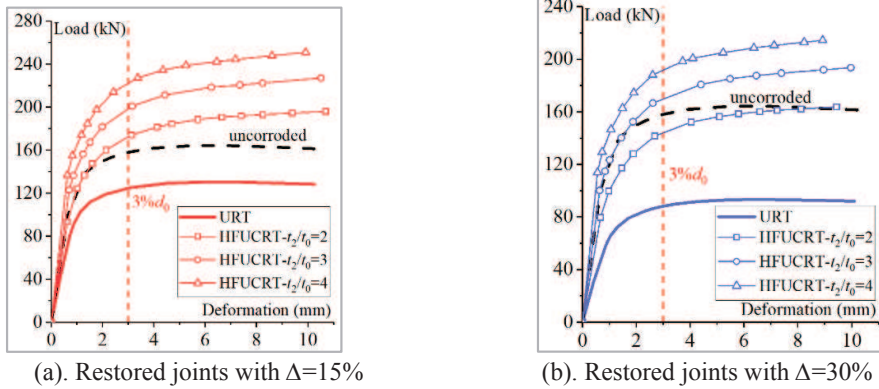 Load (kN)
280
240
200
160
120
80
40
0
uncorroded
3%d₀
URT
HFUCRT-t₂/t₀=2
HFUCRT-t₂/t₀=3
HFUCRT-t₂/t₀=4
Deformation (mm)
0 2 4 6 8 10
(a). Restored joints with Δ=15%
Load (kN)
240
200
160
120
80
40
0
uncorroded
3%d₀
URT
HFUCRT-t₂/t₀=2
HFUCRT-t₂/t₀=3
HFUCRT-t₂/t₀=4
Deformation (mm)
0 2 4 6 8 10
(b). Restored joints with Δ=30%